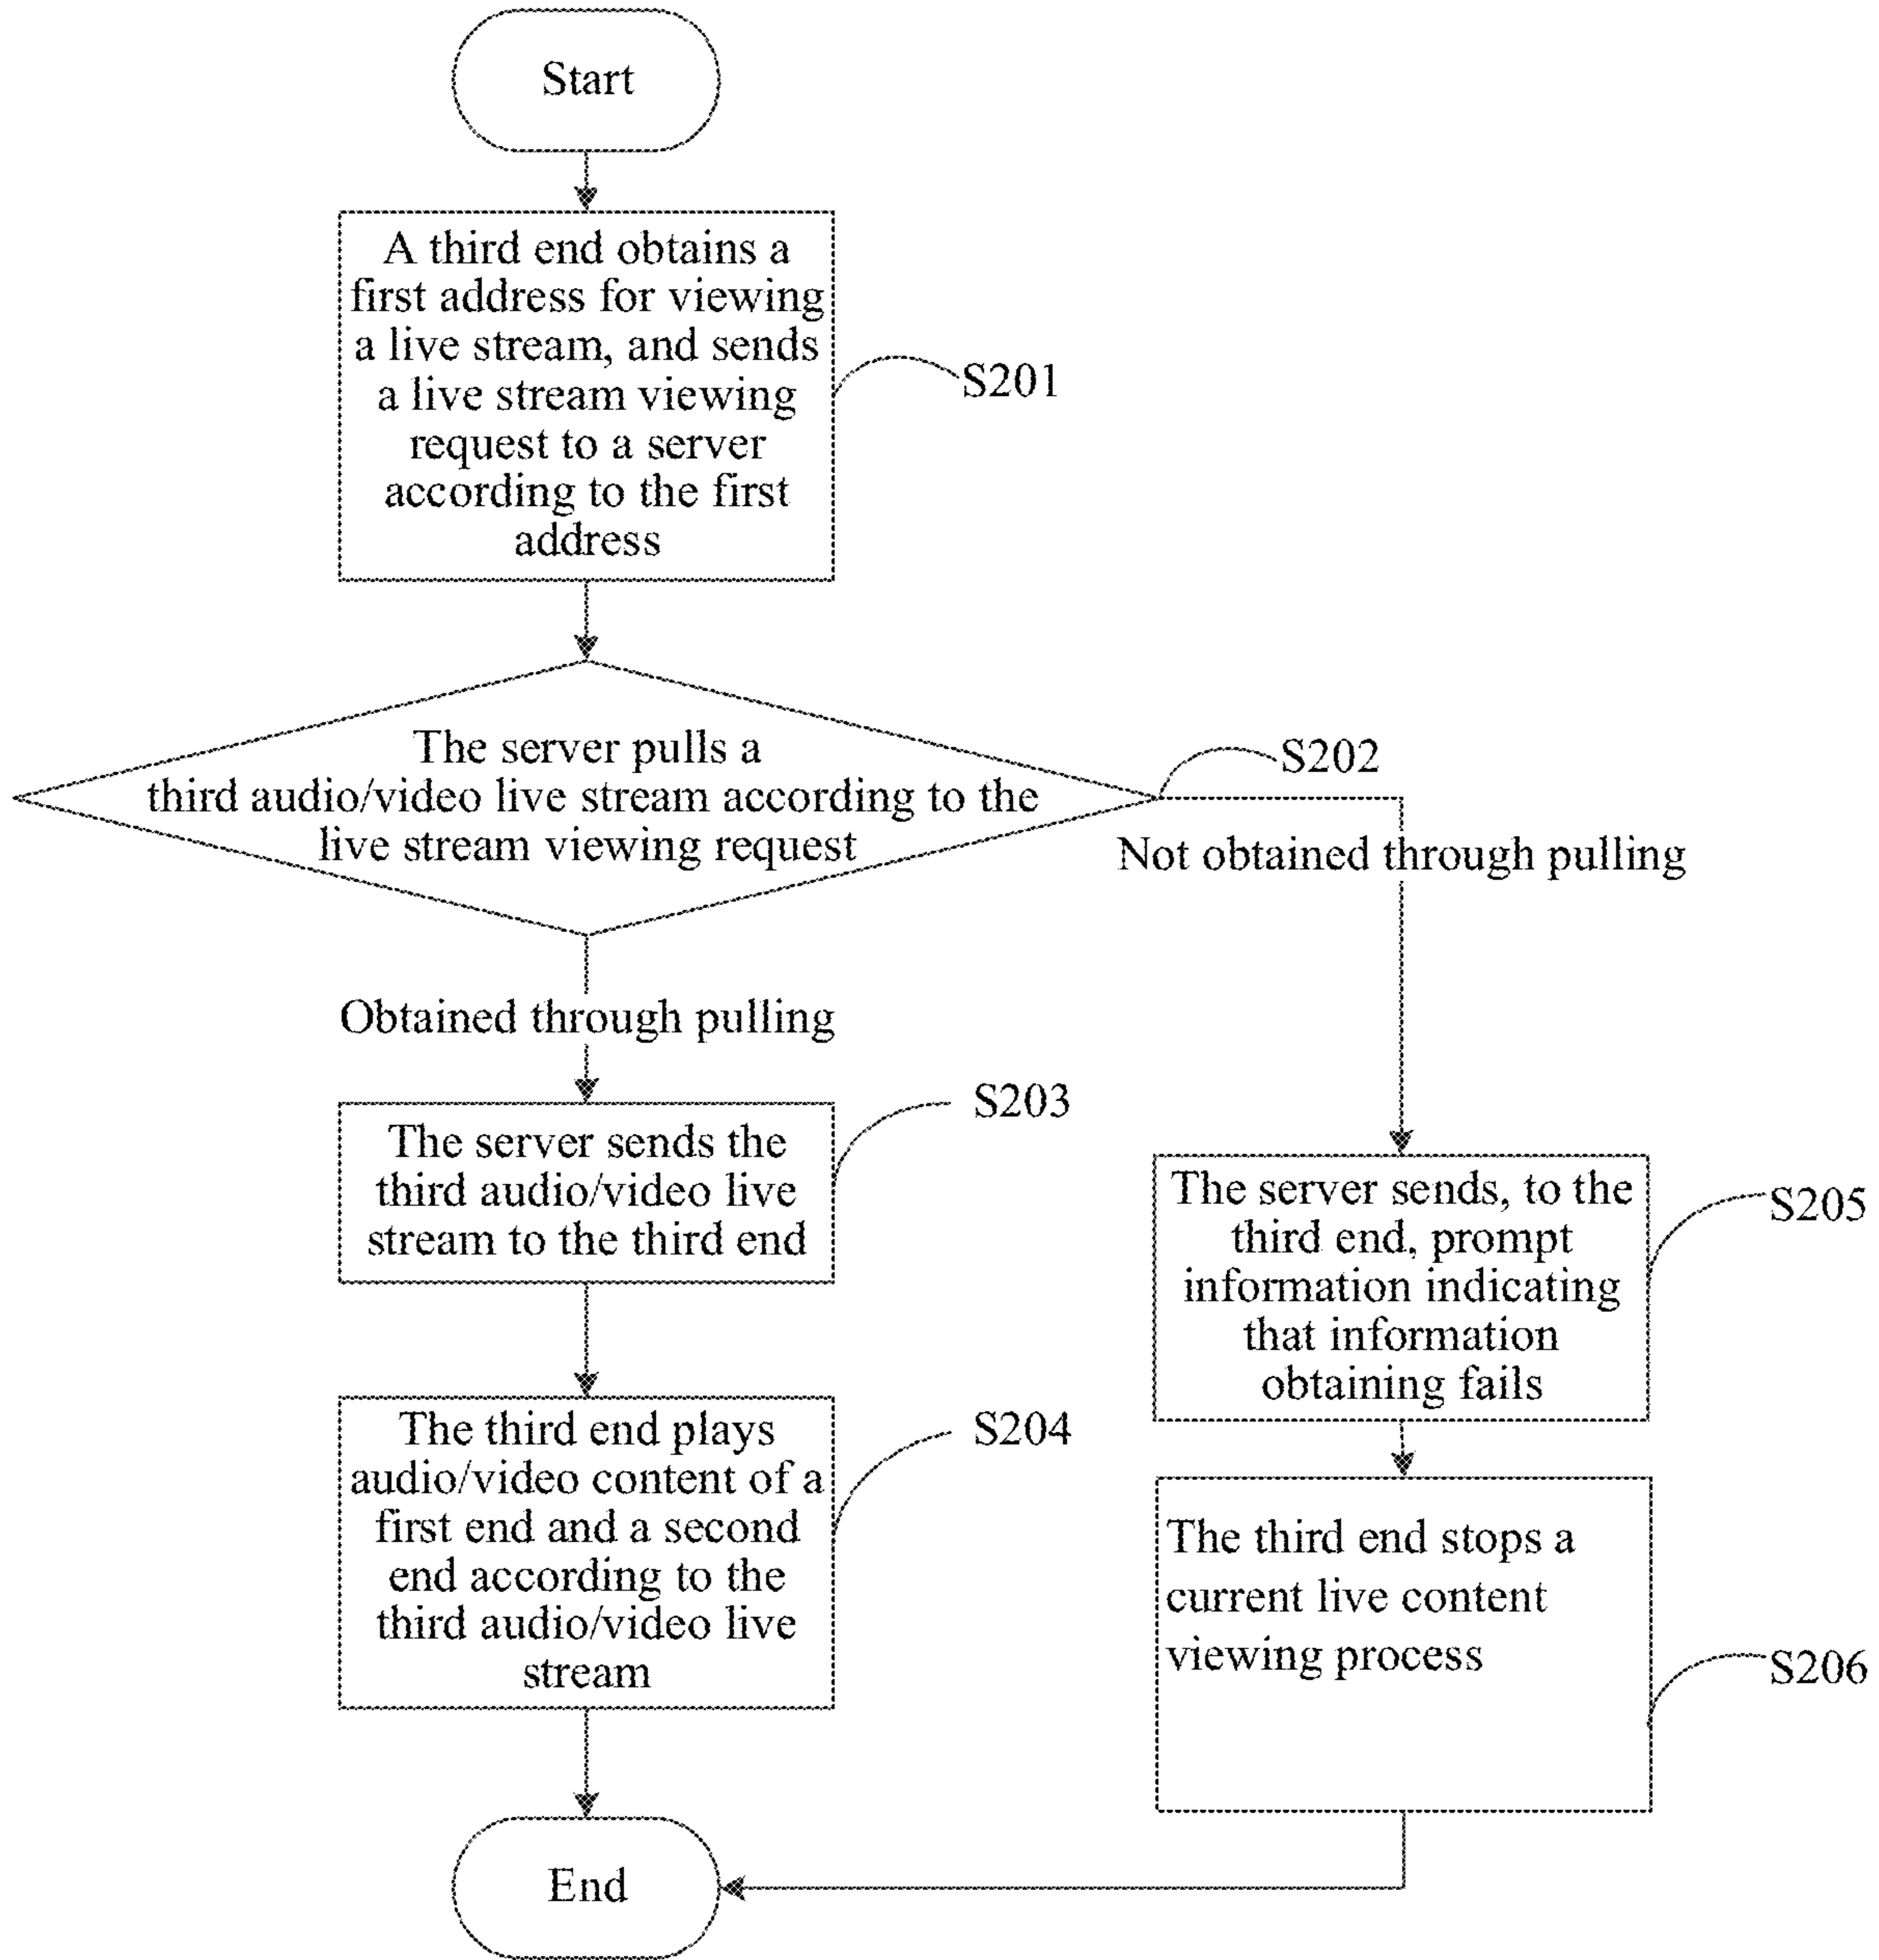 Start
A third end obtains a
first address for viewing
a live stream, and sends
a live stream viewing
request to a server
according to the first
address
S201
The server pulls a
third audio/video live stream according to the
live stream viewing request
S202
Not obtained through pulling
Obtained through pulling
The server sends the
third audio/video live
stream to the third end
S203
The third end plays
audio/video content of a
first end and a second
end according to the
third audio/video live
stream
S204
The server sends, to the
third end, prompt
information indicating
that information
obtaining fails
S205
The third end stops a
current live content
viewing process
S206
End